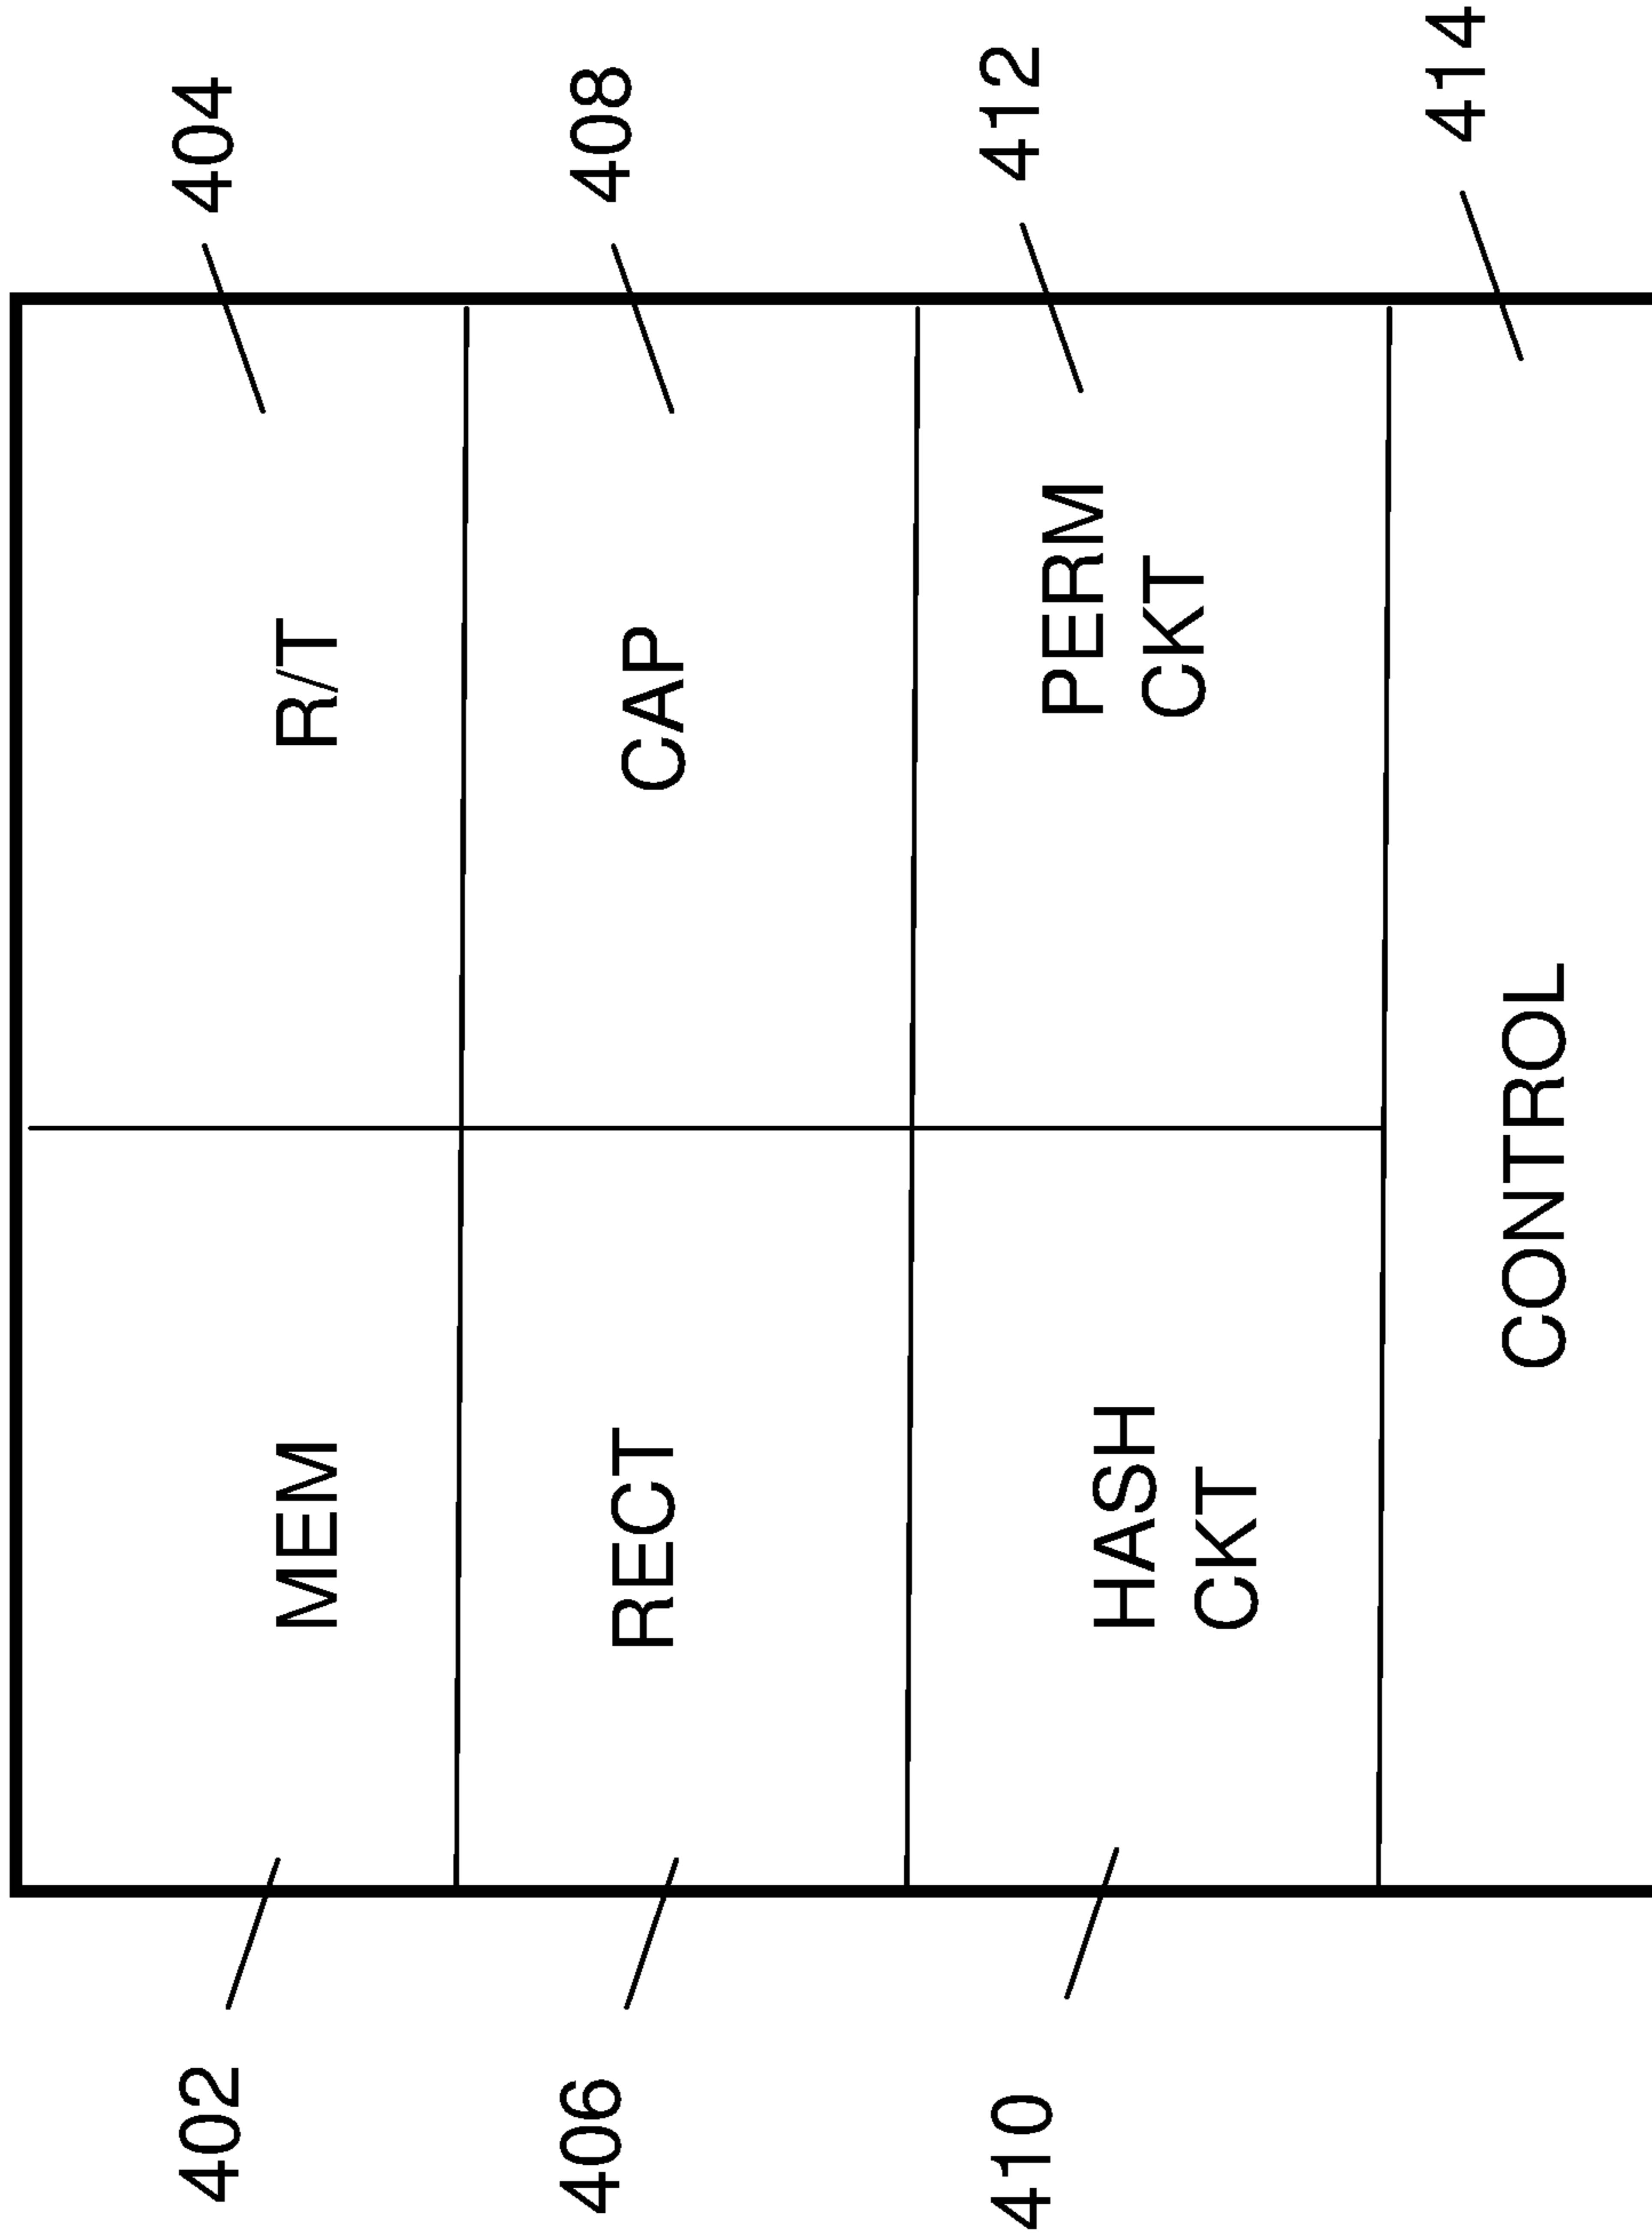 404
408
412
414
R/T
CAP
PERM
CKT
MEM
RECT
HASH
CKT
CONTROL
402
406
410